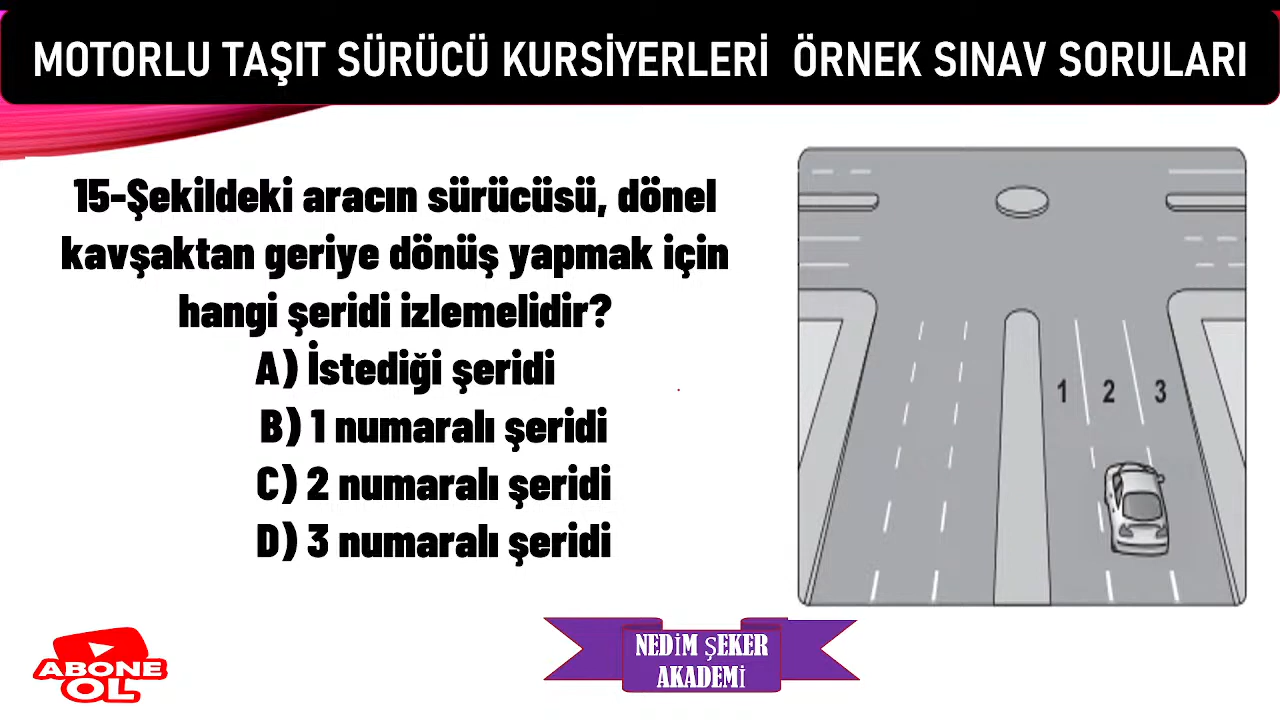 MOTORLU TAŞIT SÜRÜCÜ KURSİYERLERİ ÖRNEK SINAV SORULARI
15-Şekildeki aracın sürücüsü, dönel
kavşaktan geriye dönüş yapmak için
hangi şeridi izlemelidir?
A) İstediği şeridi
B) 1 numaralı şeridi
C) 2 numaralı şeridi
D) 3 numaralı şeridi
1 2 3
ABONE
OL
NEDİM ŞEKER
AKADEMİ